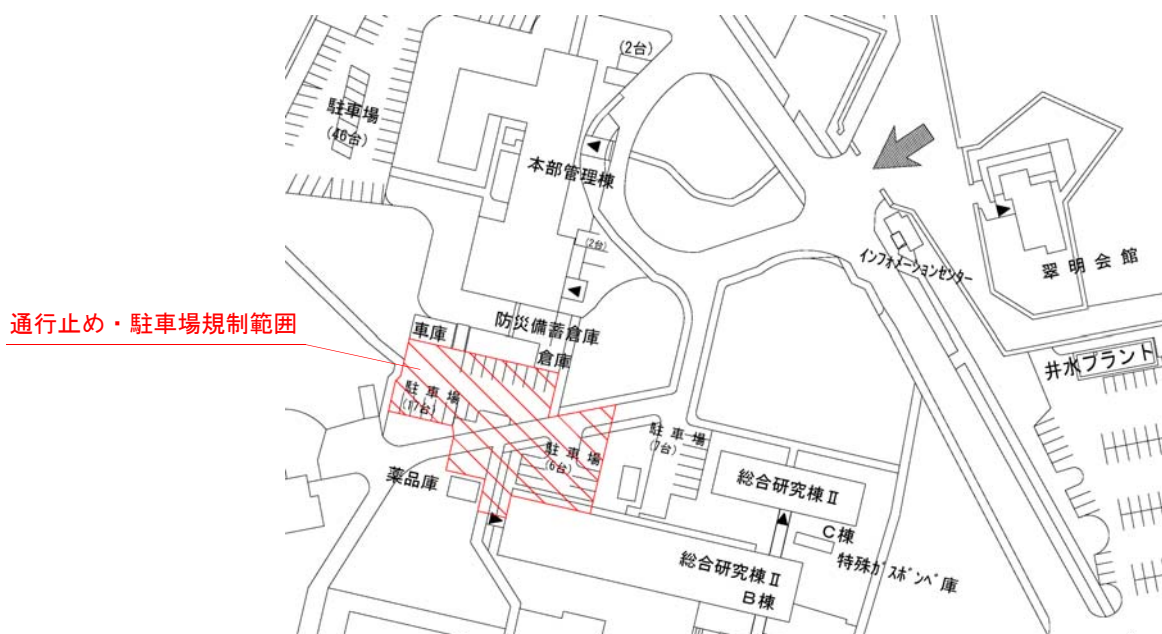 (2台)
駐車場
(46台)
本部管理棟
(2台)
インフォメーションセンター
翠明会館
通行止め・駐車場規制範囲
防災備蓄倉庫
車庫
倉庫
井水プラント
駐車場
(17台)
駐車場
(7台)
駐車場
(6台)
薬品庫
総合研究棟Ⅱ
C棟
特殊ガスボンベ庫
総合研究棟Ⅱ
B棟